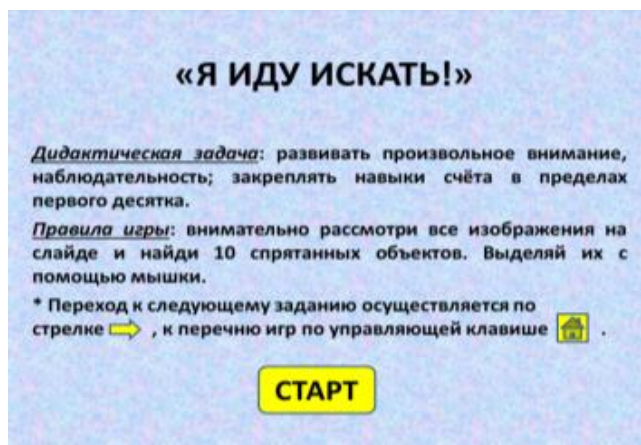 «Я ИДУ ИСКАТЬ!»
Дидактическая задача: развивать произвольное внимание,
наблюдательность; закреплять навыки счёта в пределах
первого десятка.
Правила игры: внимательно рассмотри все изображения на
слайде и найди 10 спрятанных объектов. Выделяй их с
помощью мышки.
* Переход к следующему заданию осуществляется по
стрелке , к перечню игр по управляющей клавише .
СТАРТ